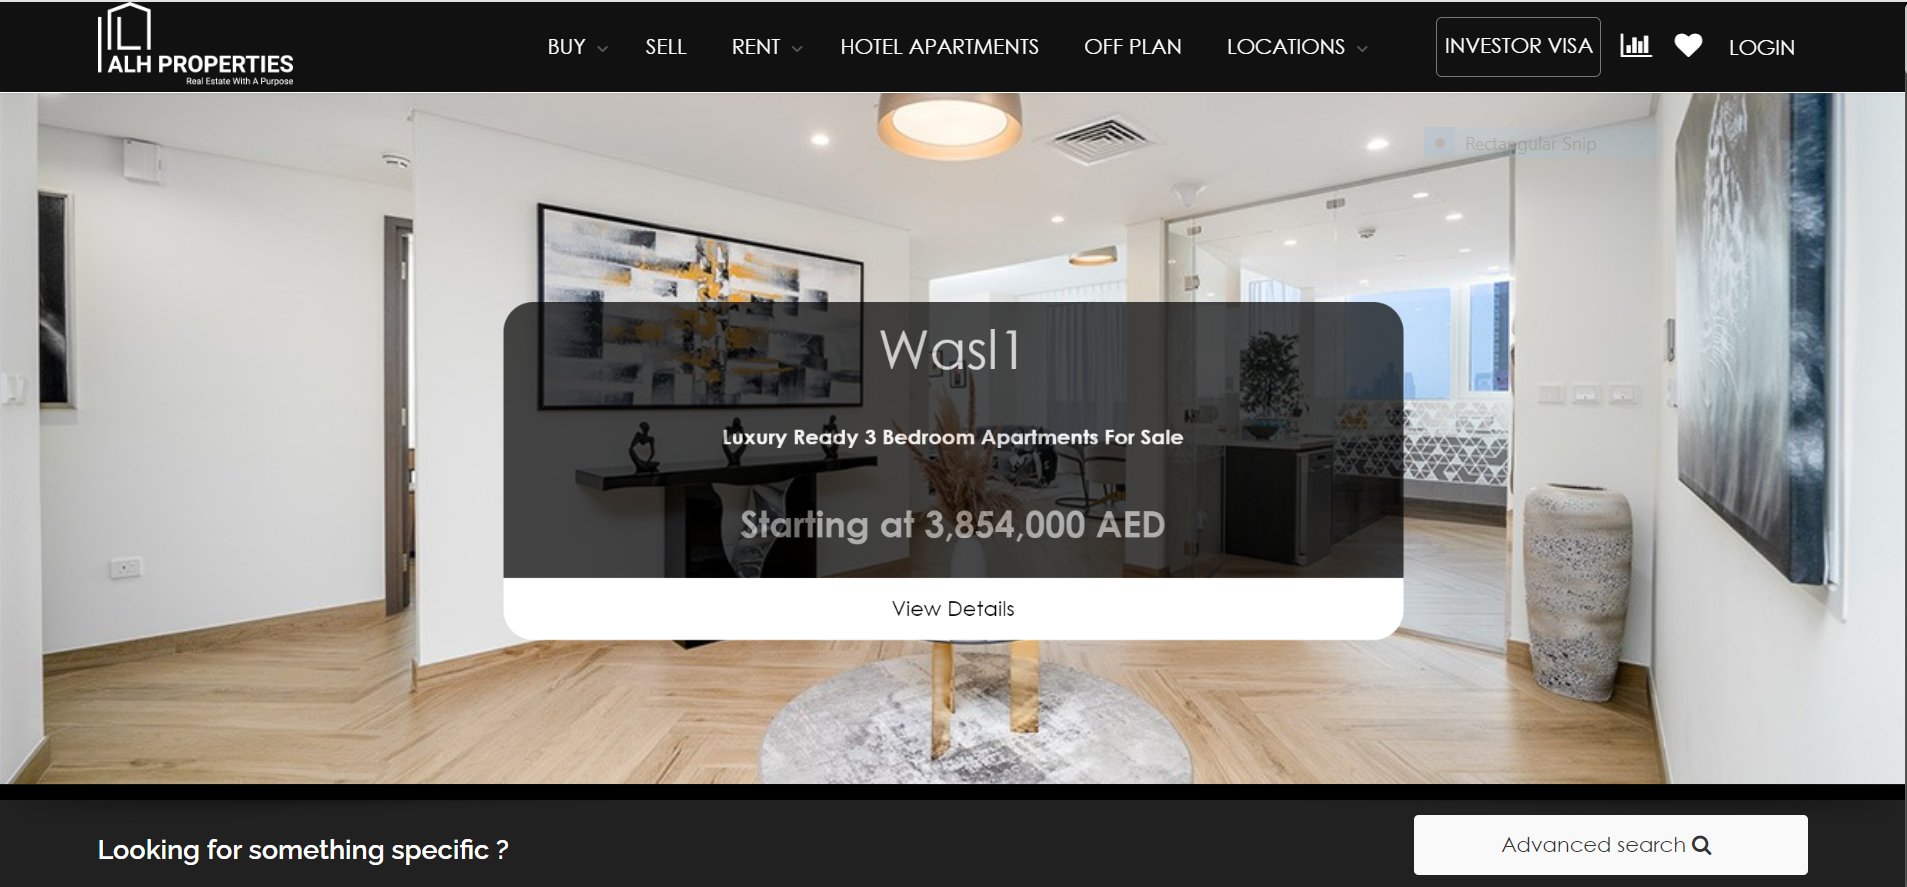 ALH PROPERTIES
Real Estate With A Purpose
BUY
SELL
RENT
HOTEL APARTMENTS
OFF PLAN
LOCATIONS
INVESTOR VISA
LOGIN
Rectangular Snip
Wasl1
Luxury Ready 3 Bedroom Apartments For Sale
Starting at 3,854,000 AED
View Details
Looking for something specific ?
Advanced search